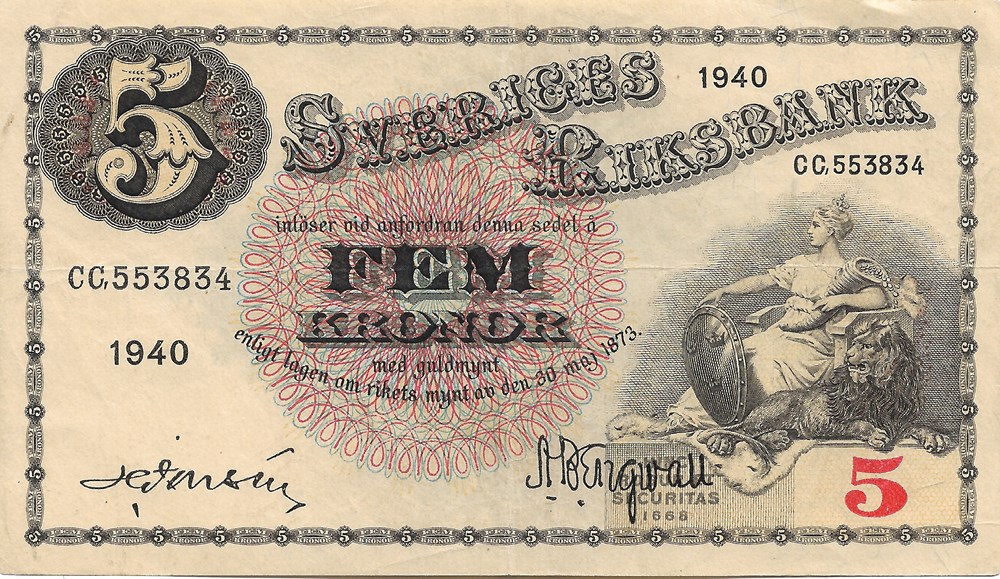 5
SVERIGES
1940
RIKSBANK
CC,553834
inlöser vid anfordran denna sedel å
CC,553834
FEM
KRONOR
1940
med guldmynt
enligt lagen om rikets mynt av den 30 maj 1873.
A B Engwall
SECURITAS
1668
5